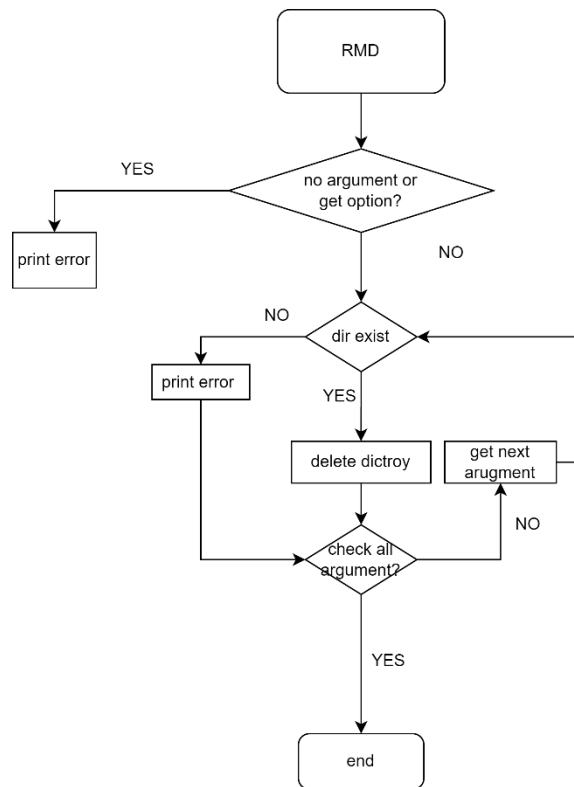 RMD
YES
no argument or
get option?
print error
NO
NO
dir exist
print error
YES
delete dictroy
get next
arugment
NO
check all
argument?
YES
end